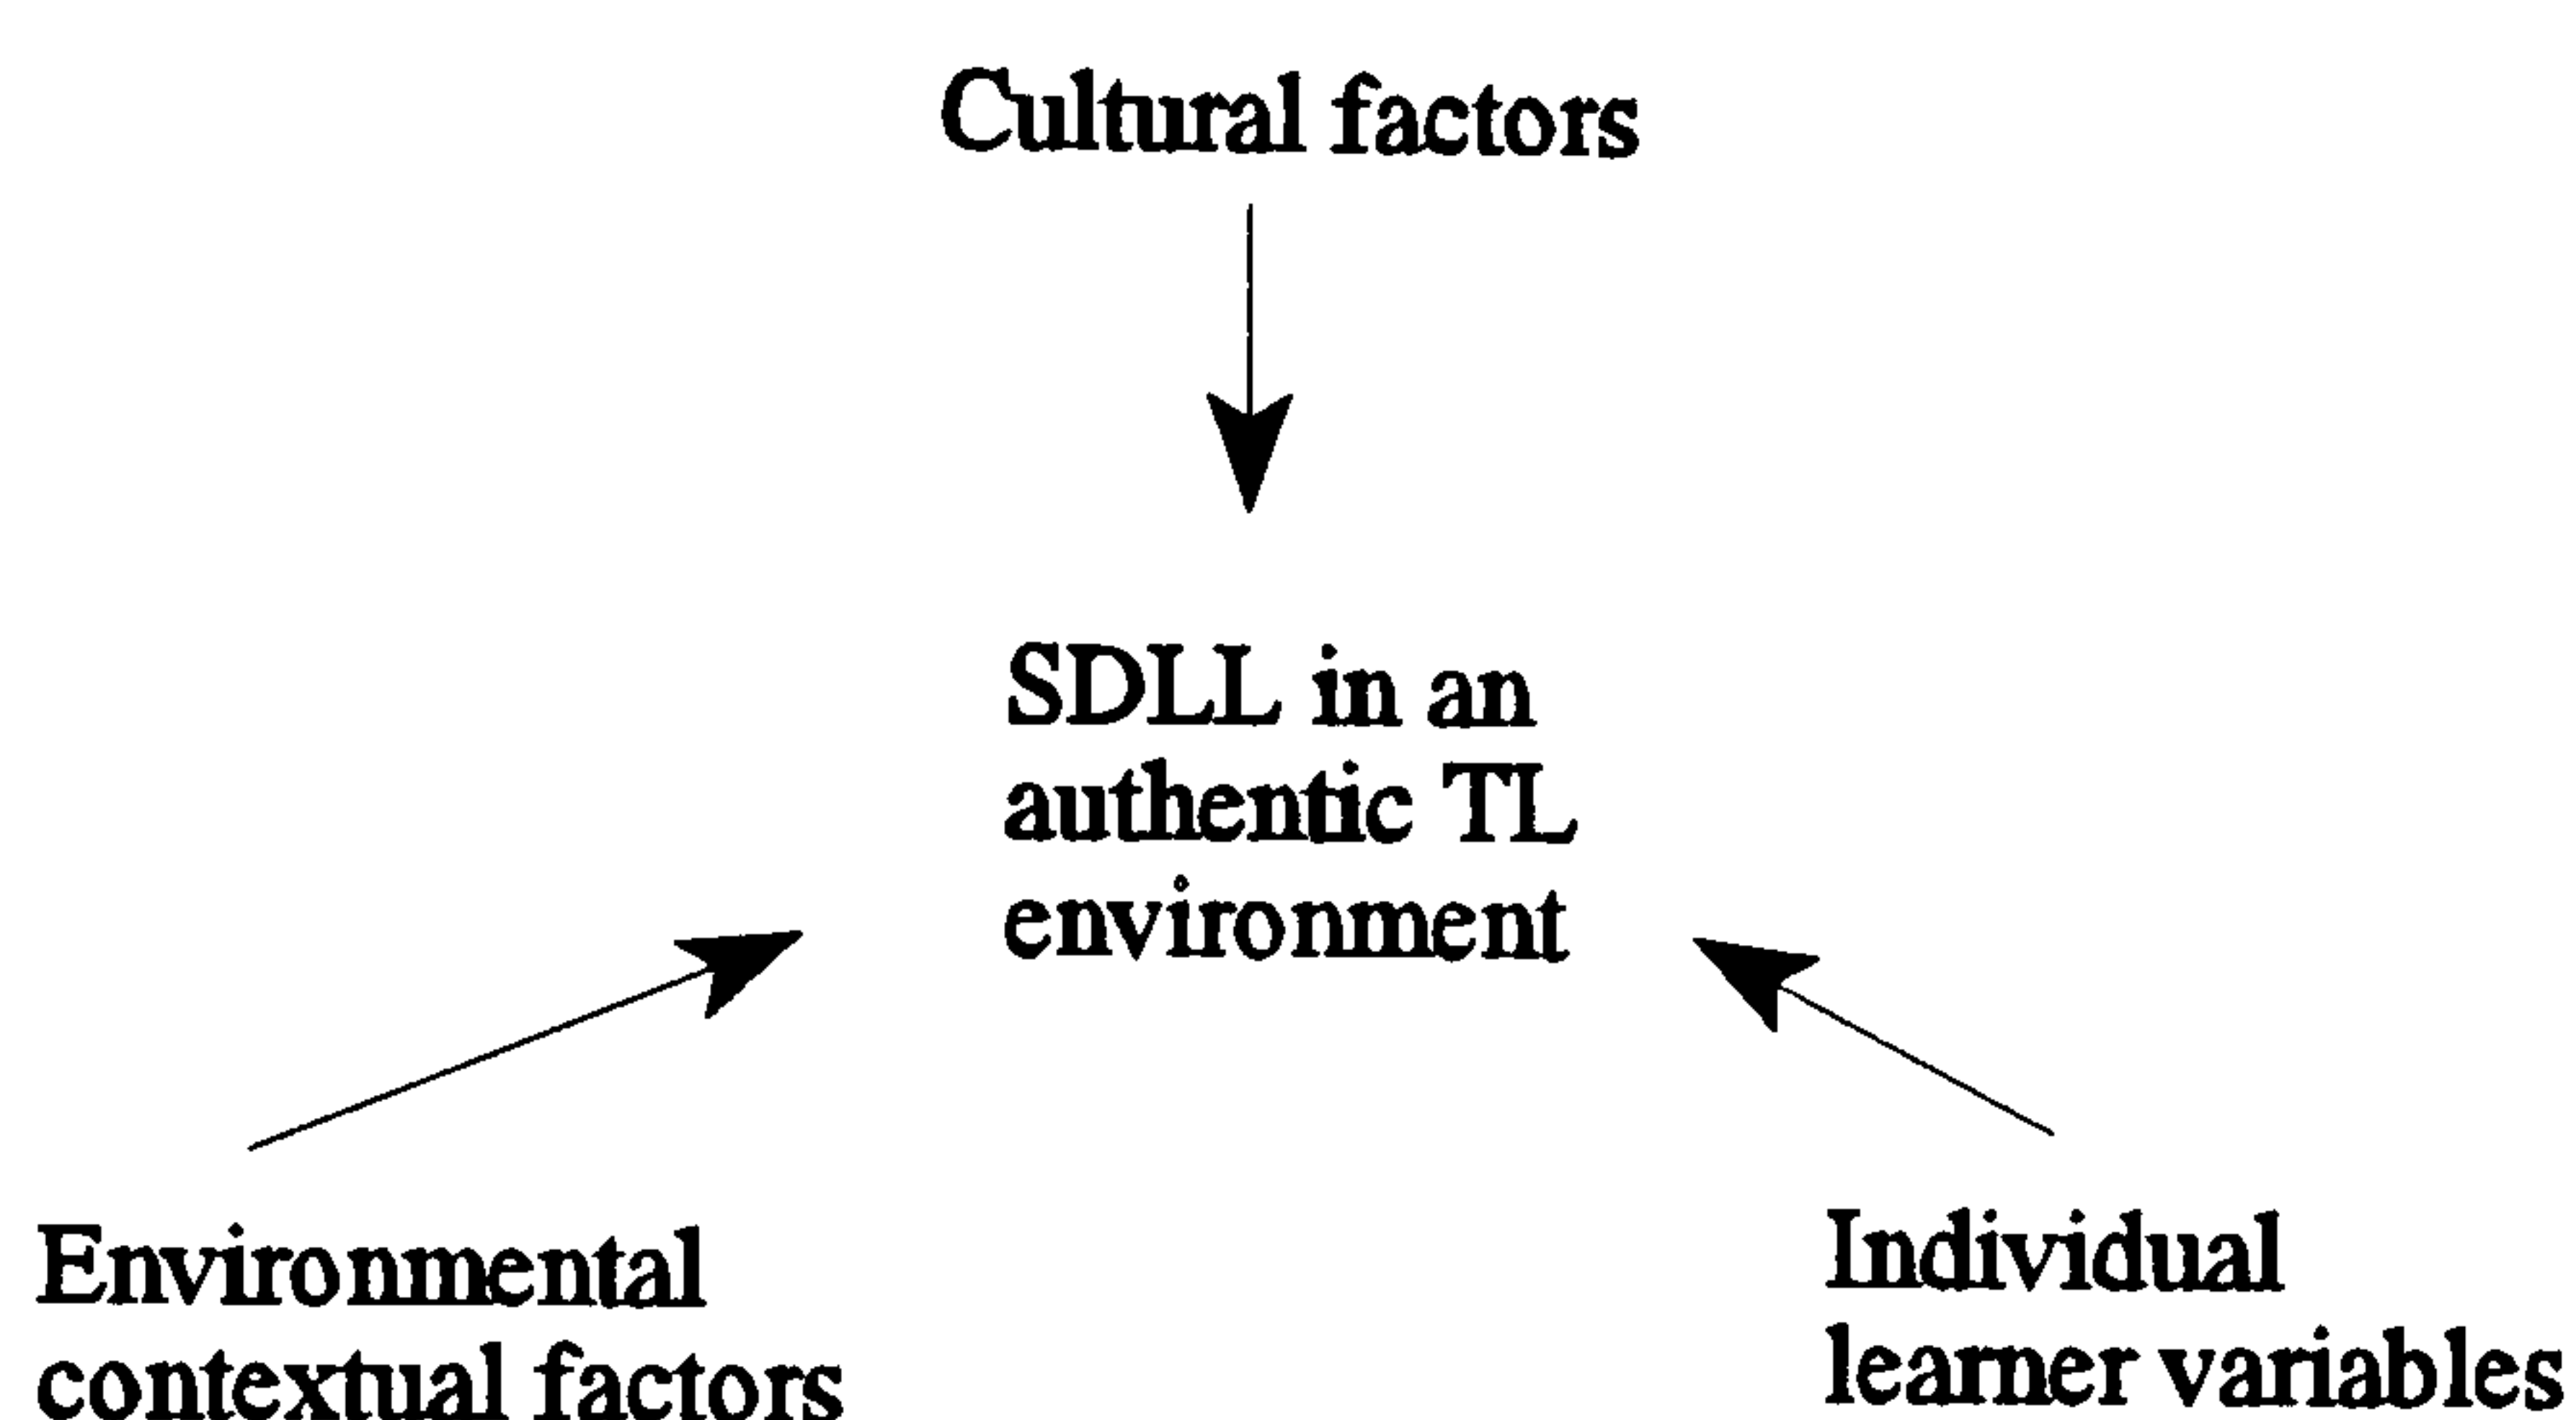 Cultural factors
SDLL in an
authentic TL
environment
Environmental
contextual factors
Individual
learner variables